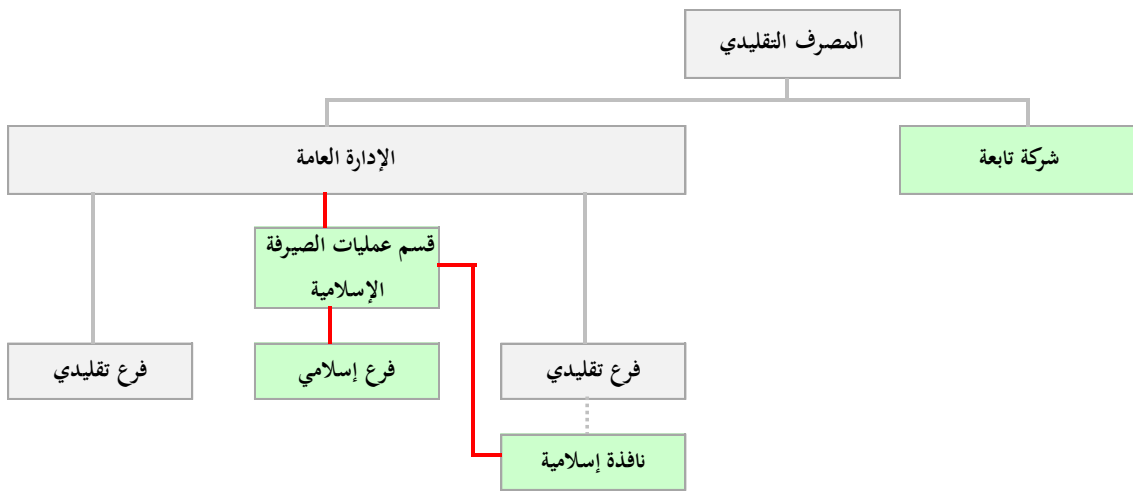 المصرف التقليدي
الإدارة العامة
شركة تابعة
قسم عمليات الصيرفة
الإسلامية
فرع تقليدي
فرع إسلامي
فرع تقليدي
نافذة إسلامية